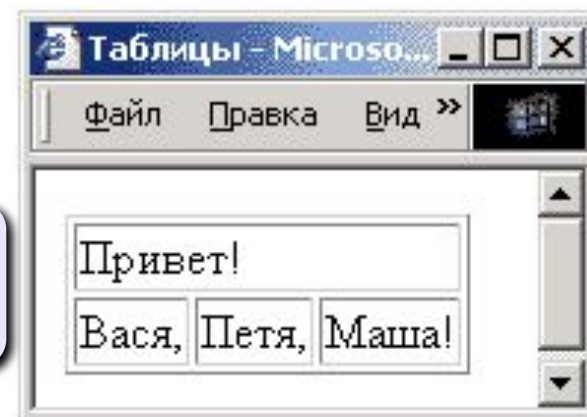 Таблицы - Microso...
Файл Правка Вид »
Привет!
Вася, Петя, Маша!